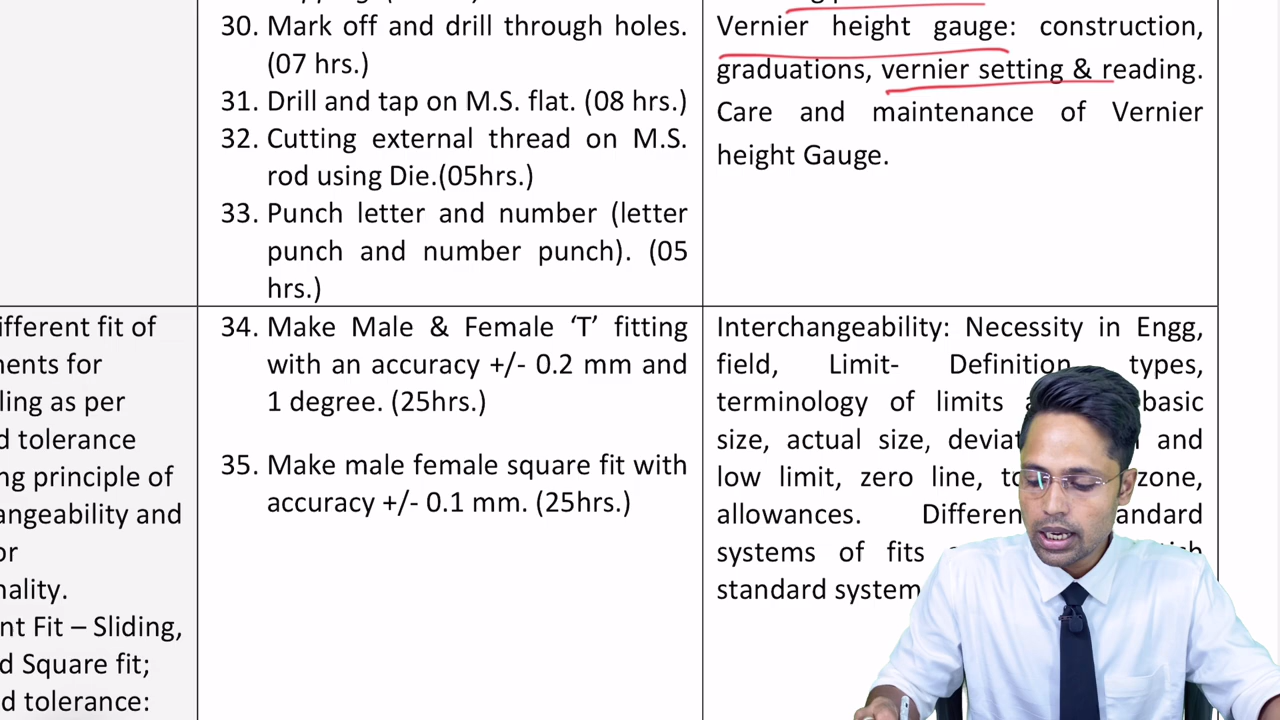 30. Mark off and drill through holes.
(07 hrs.)
31. Drill and tap on M.S. flat. (08 hrs.)
32. Cutting external thread on M.S.
rod using Die.(05hrs.)
33. Punch letter and number (letter
punch and number punch). (05
hrs.)
Vernier height gauge: construction,
graduations, vernier setting & reading.
Care and maintenance of Vernier
height Gauge.
ifferent fit of
nents for
ling as per
d tolerance
ng principle of
angeability and
or
nality.
nt Fit – Sliding,
d Square fit;
d tolerance:
34. Make Male & Female ‘T’ fitting
with an accuracy +/- 0.2 mm and
1 degree. (25hrs.)
35. Make male female square fit with
accuracy +/- 0.1 mm. (25hrs.)
Interchangeability: Necessity in Engg,
field, Limit- Definition, types,
terminology of limits basic
size, actual size, and
low limit, zero line, zone,
allowances.
systems of fits
standard system